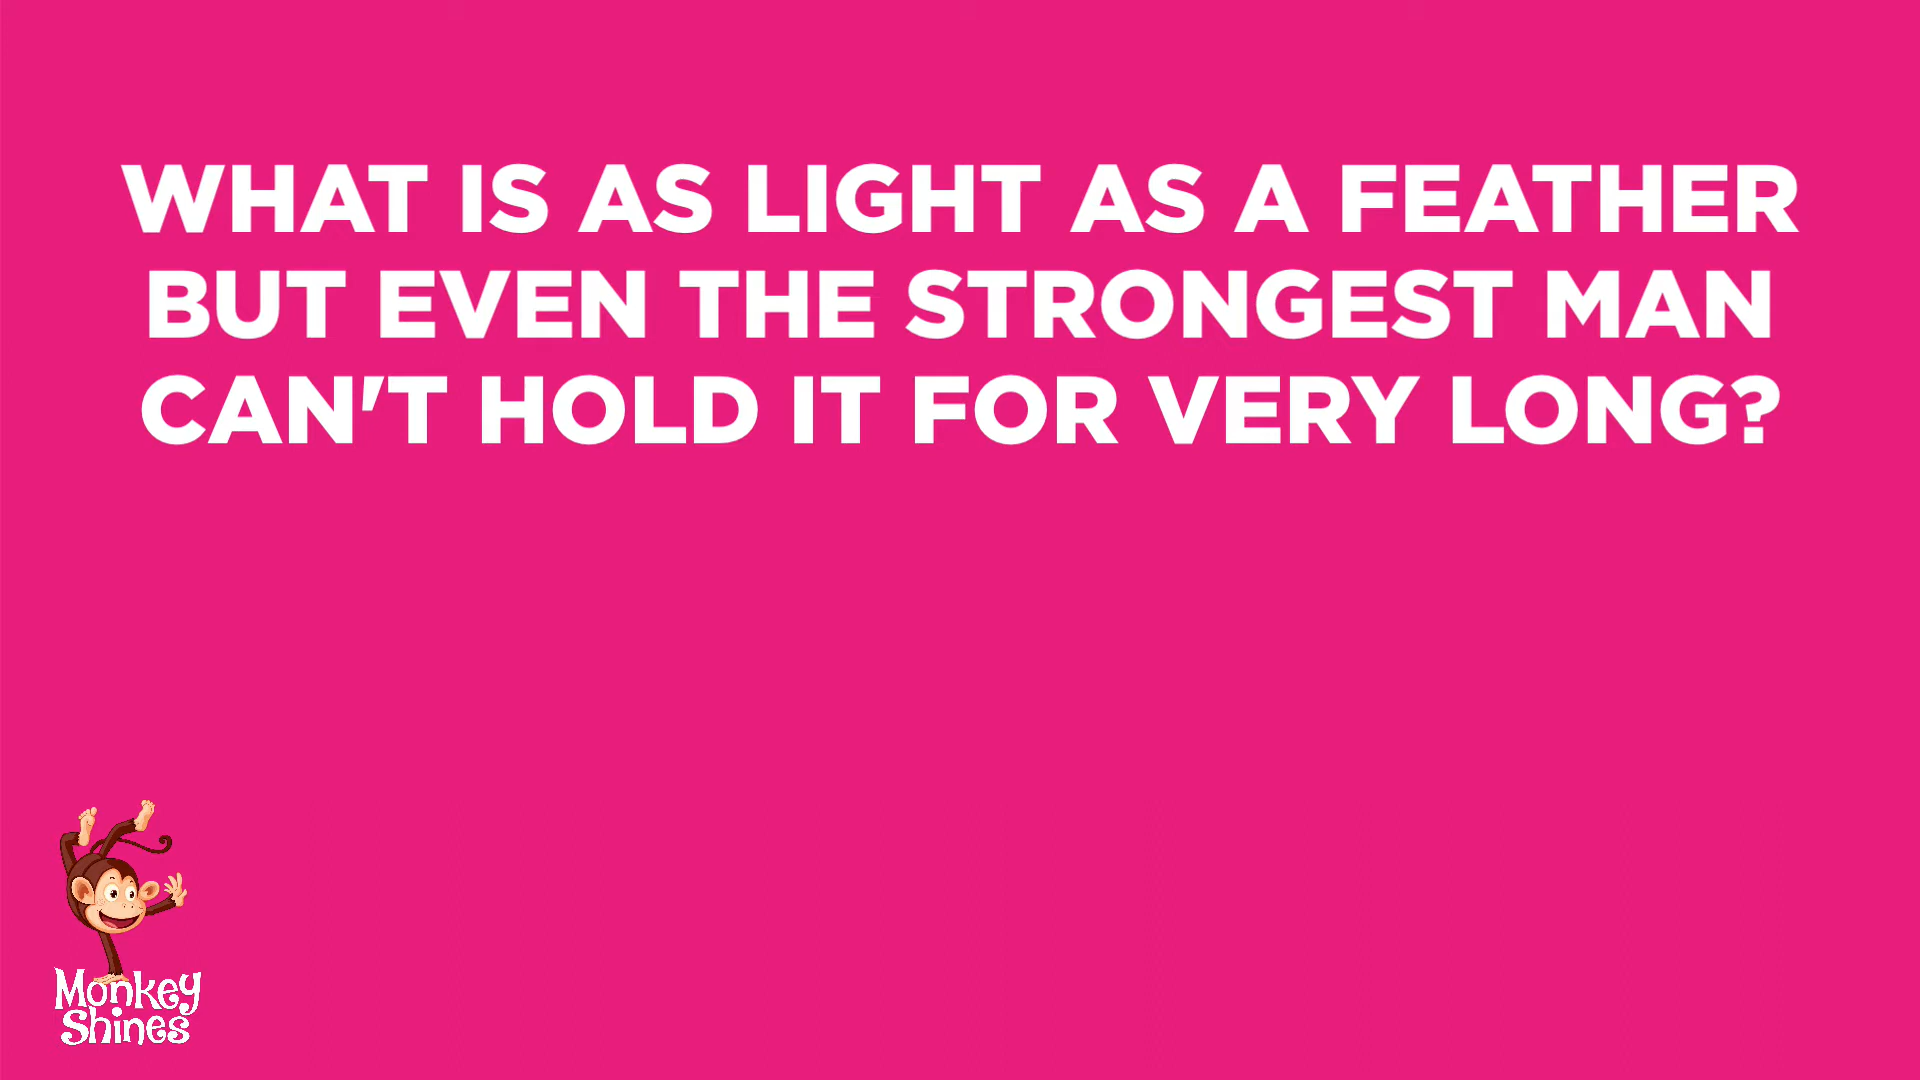 WHAT IS AS LIGHT AS A FEATHER
BUT EVEN THE STRONGEST MAN
CAN'T HOLD IT FOR VERY LONG?
Monkey
Shines